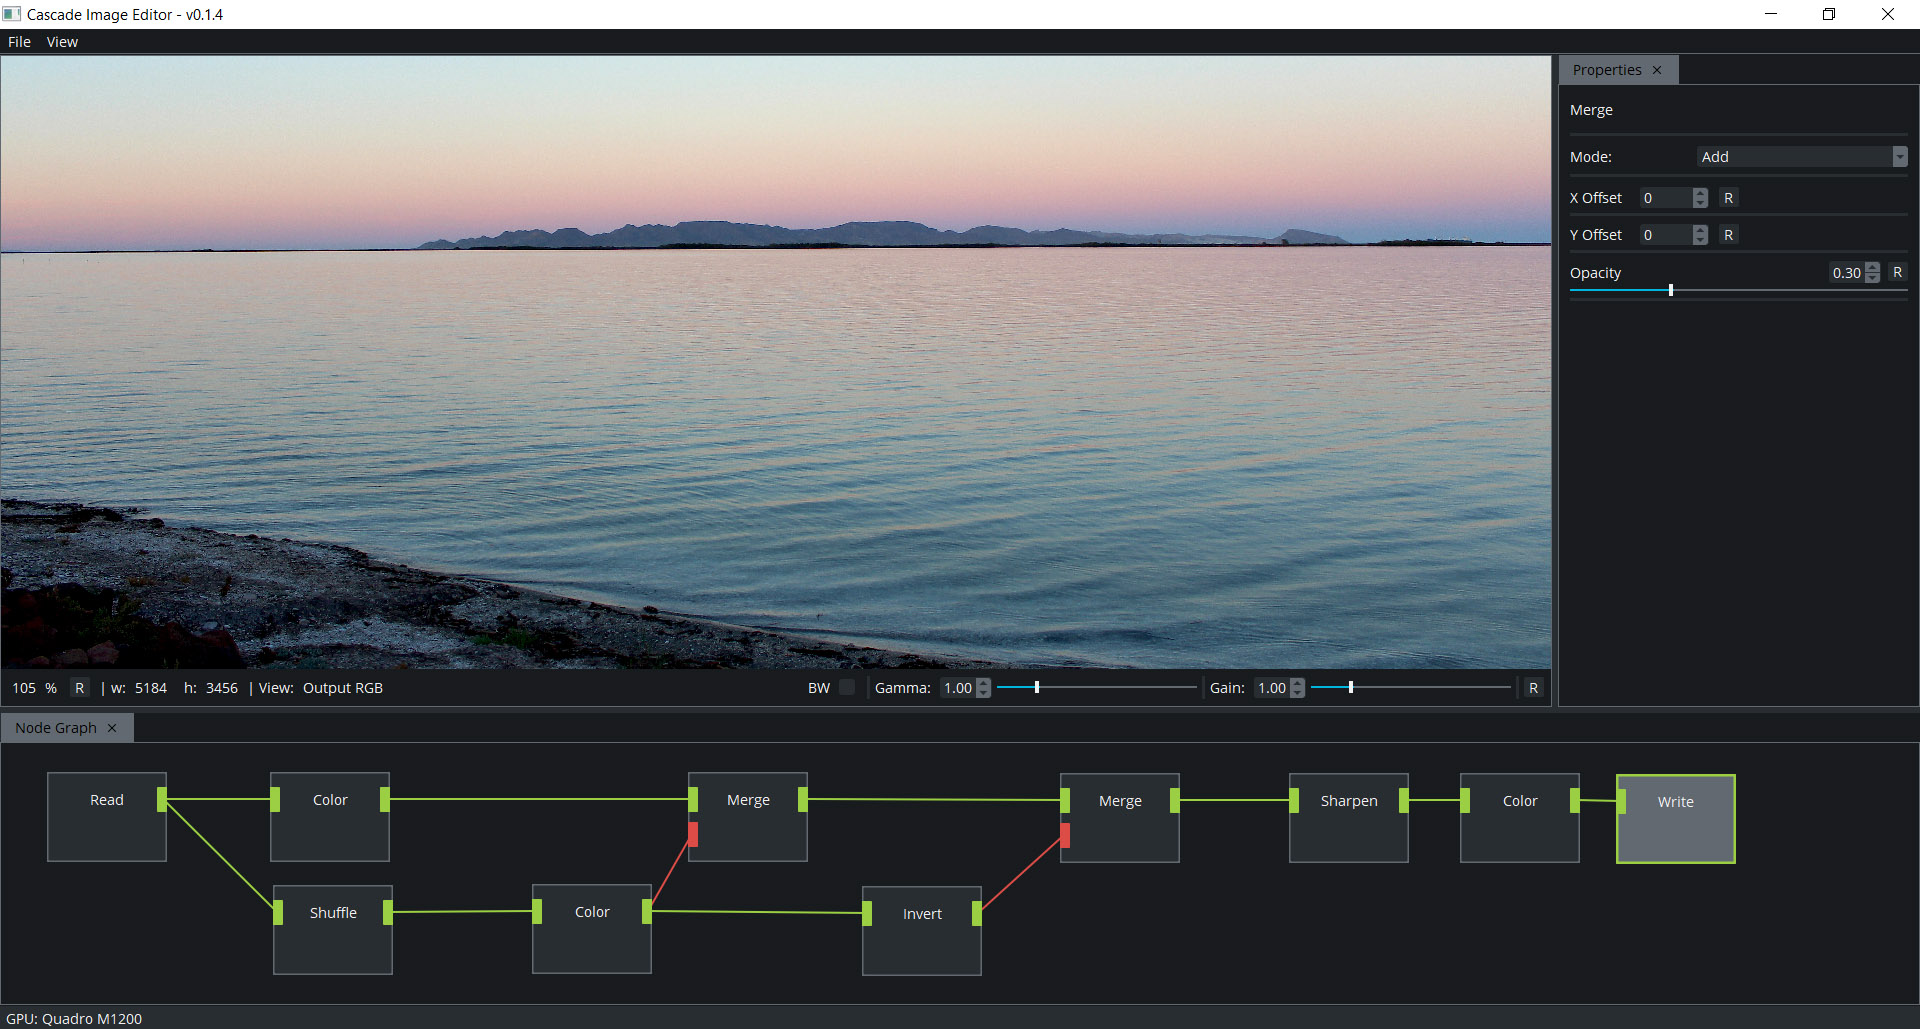 Cascade Image Editor - v0.1.4
File View
Properties
Merge
Mode: Add
X Offset 0 R
Y Offset 0 R
Opacity 0.30 R
105 % R | w: 5184 h: 3456 | View: Output RGB BW Gamma: 1.00 Gain: 1.00 R
Node Graph
Read Color Merge Merge Sharpen Color Write
Shuffle Color Invert
GPU: Quadro M1200